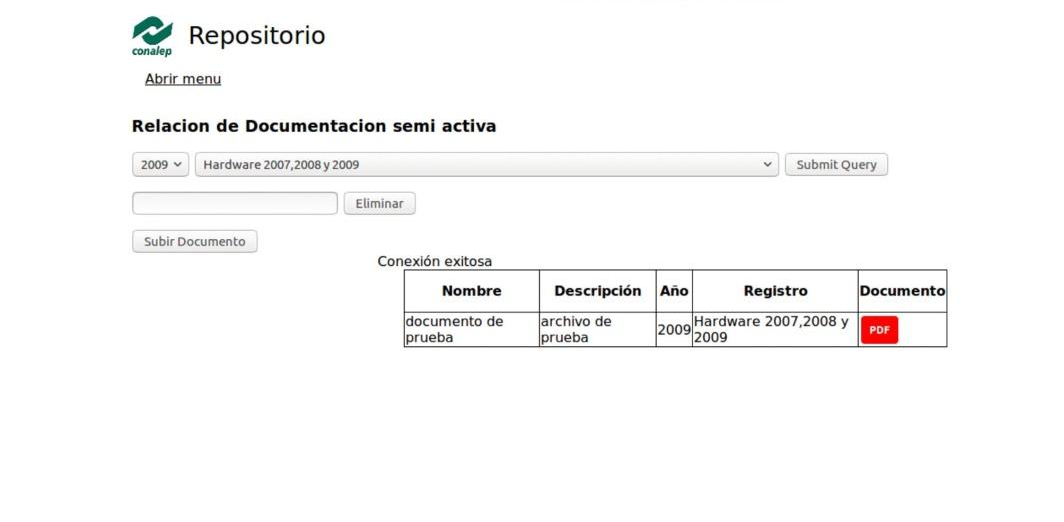 conalep
Repositorio
Abrir menu
Relacion de Documentacion semi activa
2009 Hardware 2007,2008 y 2009 Submit Query
Eliminar
Subir Documento
Conexión exitosa
Nombre Descripción Año Registro Documento
documento de prueba archivo de prueba 2009 Hardware 2007,2008 y 2009 PDF